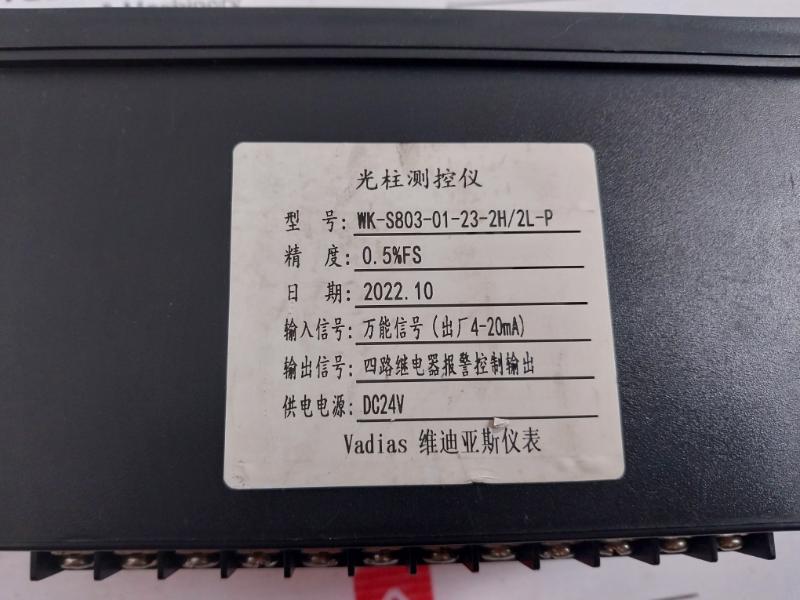 光柱测控仪
型 号: WK-S803-01-23-2H/2L-P
精 度: 0.5%FS
日 期: 2022.10
输入信号: 万能信号(出厂4-20mA)
输出信号: 四路继电器报警控制输出
供电电源: DC24V
Vadias 维迪亚斯仪表